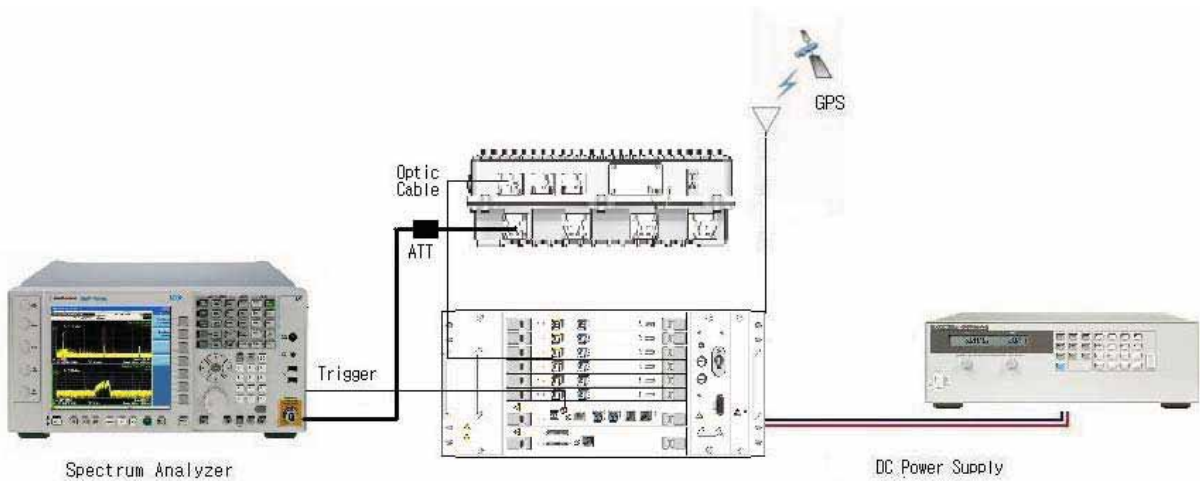 GPS
Optic
Cable
ATT
Trigger
Spectrum Analyzer
DC Power Supply